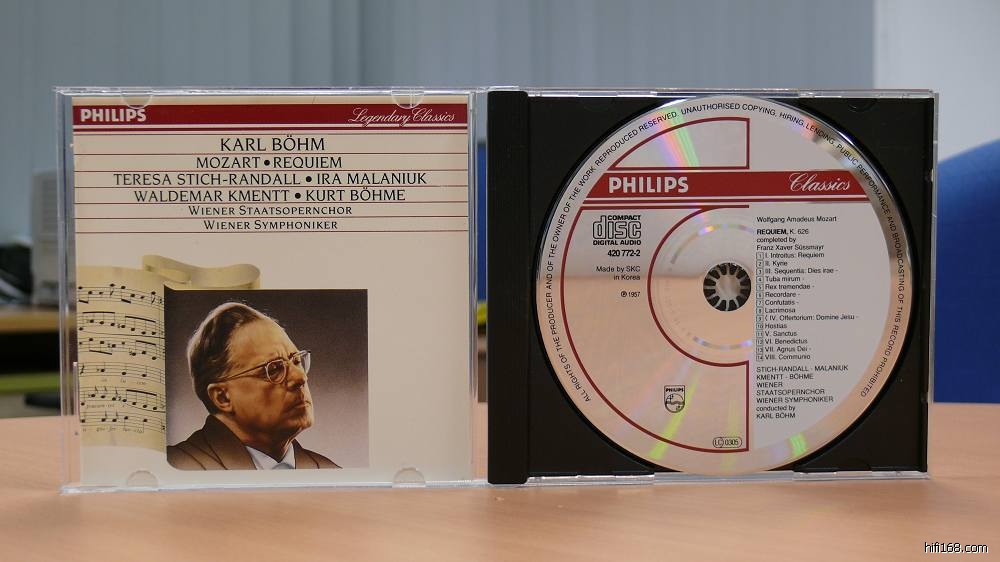 PHILIPS
Legendary Classics
KARL BÖHM
MOZART • REQUIEM
TERESA STICH-RANDALL • IRA MALANIUK
WALDEMAR KMENTT • KURT BÖHME
WIENER STAATSOPERNCHOR
WIENER SYMPHONIKER
ALL RIGHTS OF THE PRODUCER AND OF THE OWNER OF THE WORK REPRODUCED RESERVED. UNAUTHORISED COPYING, HIRING, LENDING, PUBLIC PERFORMANCE AND BROADCASTING OF THIS RECORD PROHIBITED
PHILIPS
Classics
COMPACT
disc
DIGITAL AUDIO
420 772-2
Made by SKC
in Korea
℗ 1957
Wolfgang Amadeus Mozart
REQUIEM, K. 626
completed by
Franz Xaver Süssmayr
1 I. Introitus: Requiem
2 II. Kyrie
3 III. Sequentia: Dies irae -
4 Tuba mirum -
5 Rex tremendae -
6 Recordare -
7 Confutatis -
8 Lacrimosa
9 ( IV. Offertorium: Domine Jesu -
10 Hostias
11 V. Sanctus
12 VI. Benedictus
13 VII. Agnus Dei -
14 VIII. Communio
STICH-RANDALL - MALANIUK
KMENTT - BÖHME
WIENER
STAATSOPERNCHOR
WIENER SYMPHONIKER
conducted by
KARL BÖHM
PHILIPS
LC 0305
hifi168.com